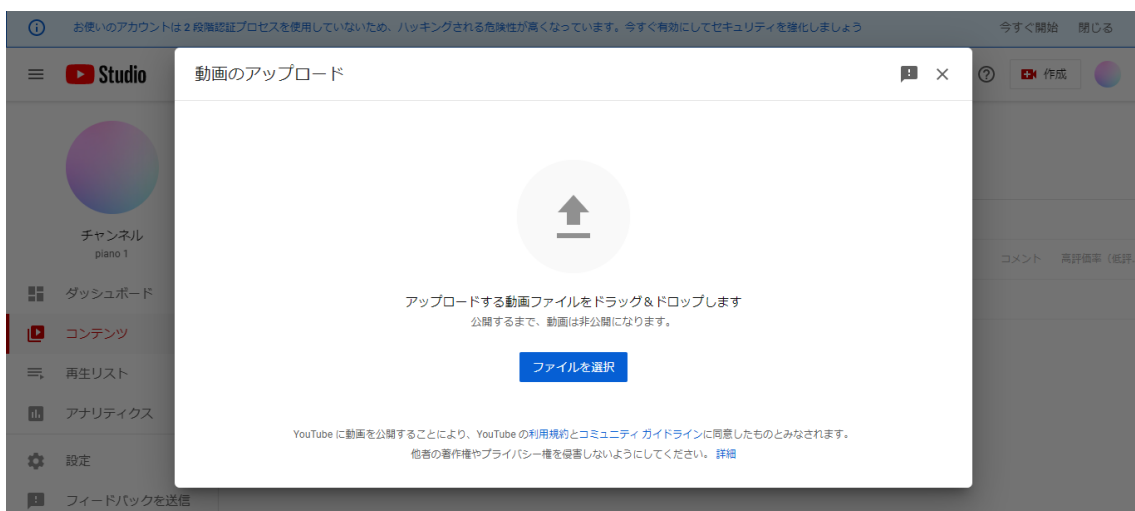 お使いのアカウントは2段階認証プロセスを使用していないため、ハッキングされる危険性が高くなっています。今すぐ有効にしてセキュリティを強化しましょう
今すぐ開始 閉じる
Studio
動画のアップロード
作成
チャンネル
piano 1
コメント 高評価率(低評
ダッシュボード
アップロードする動画ファイルをドラッグ&ドロップします
公開するまで、動画は非公開になります。
コンテンツ
再生リスト
ファイルを選択
アナリティクス
YouTube に動画を公開することにより、YouTube の利用規約とコミュニティ ガイドラインに同意したものとみなされます。
他者の著作権やプライバシー権を侵害しないようにしてください。 詳細
設定
フィードバックを送信